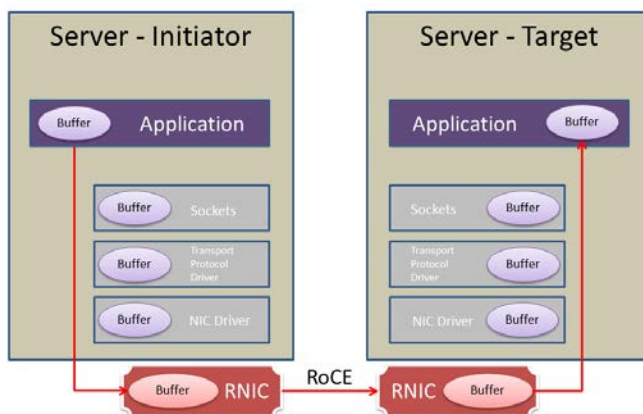 Server - Initiator
Buffer Application
Buffer Sockets
Buffer Transport
Protocol
Driver
Buffer NIC Driver
Buffer RNIC
RoCE
Server - Target
Application Buffer
Sockets Buffer
Transport
Protocol
Driver Buffer
NIC Driver Buffer
RNIC Buffer